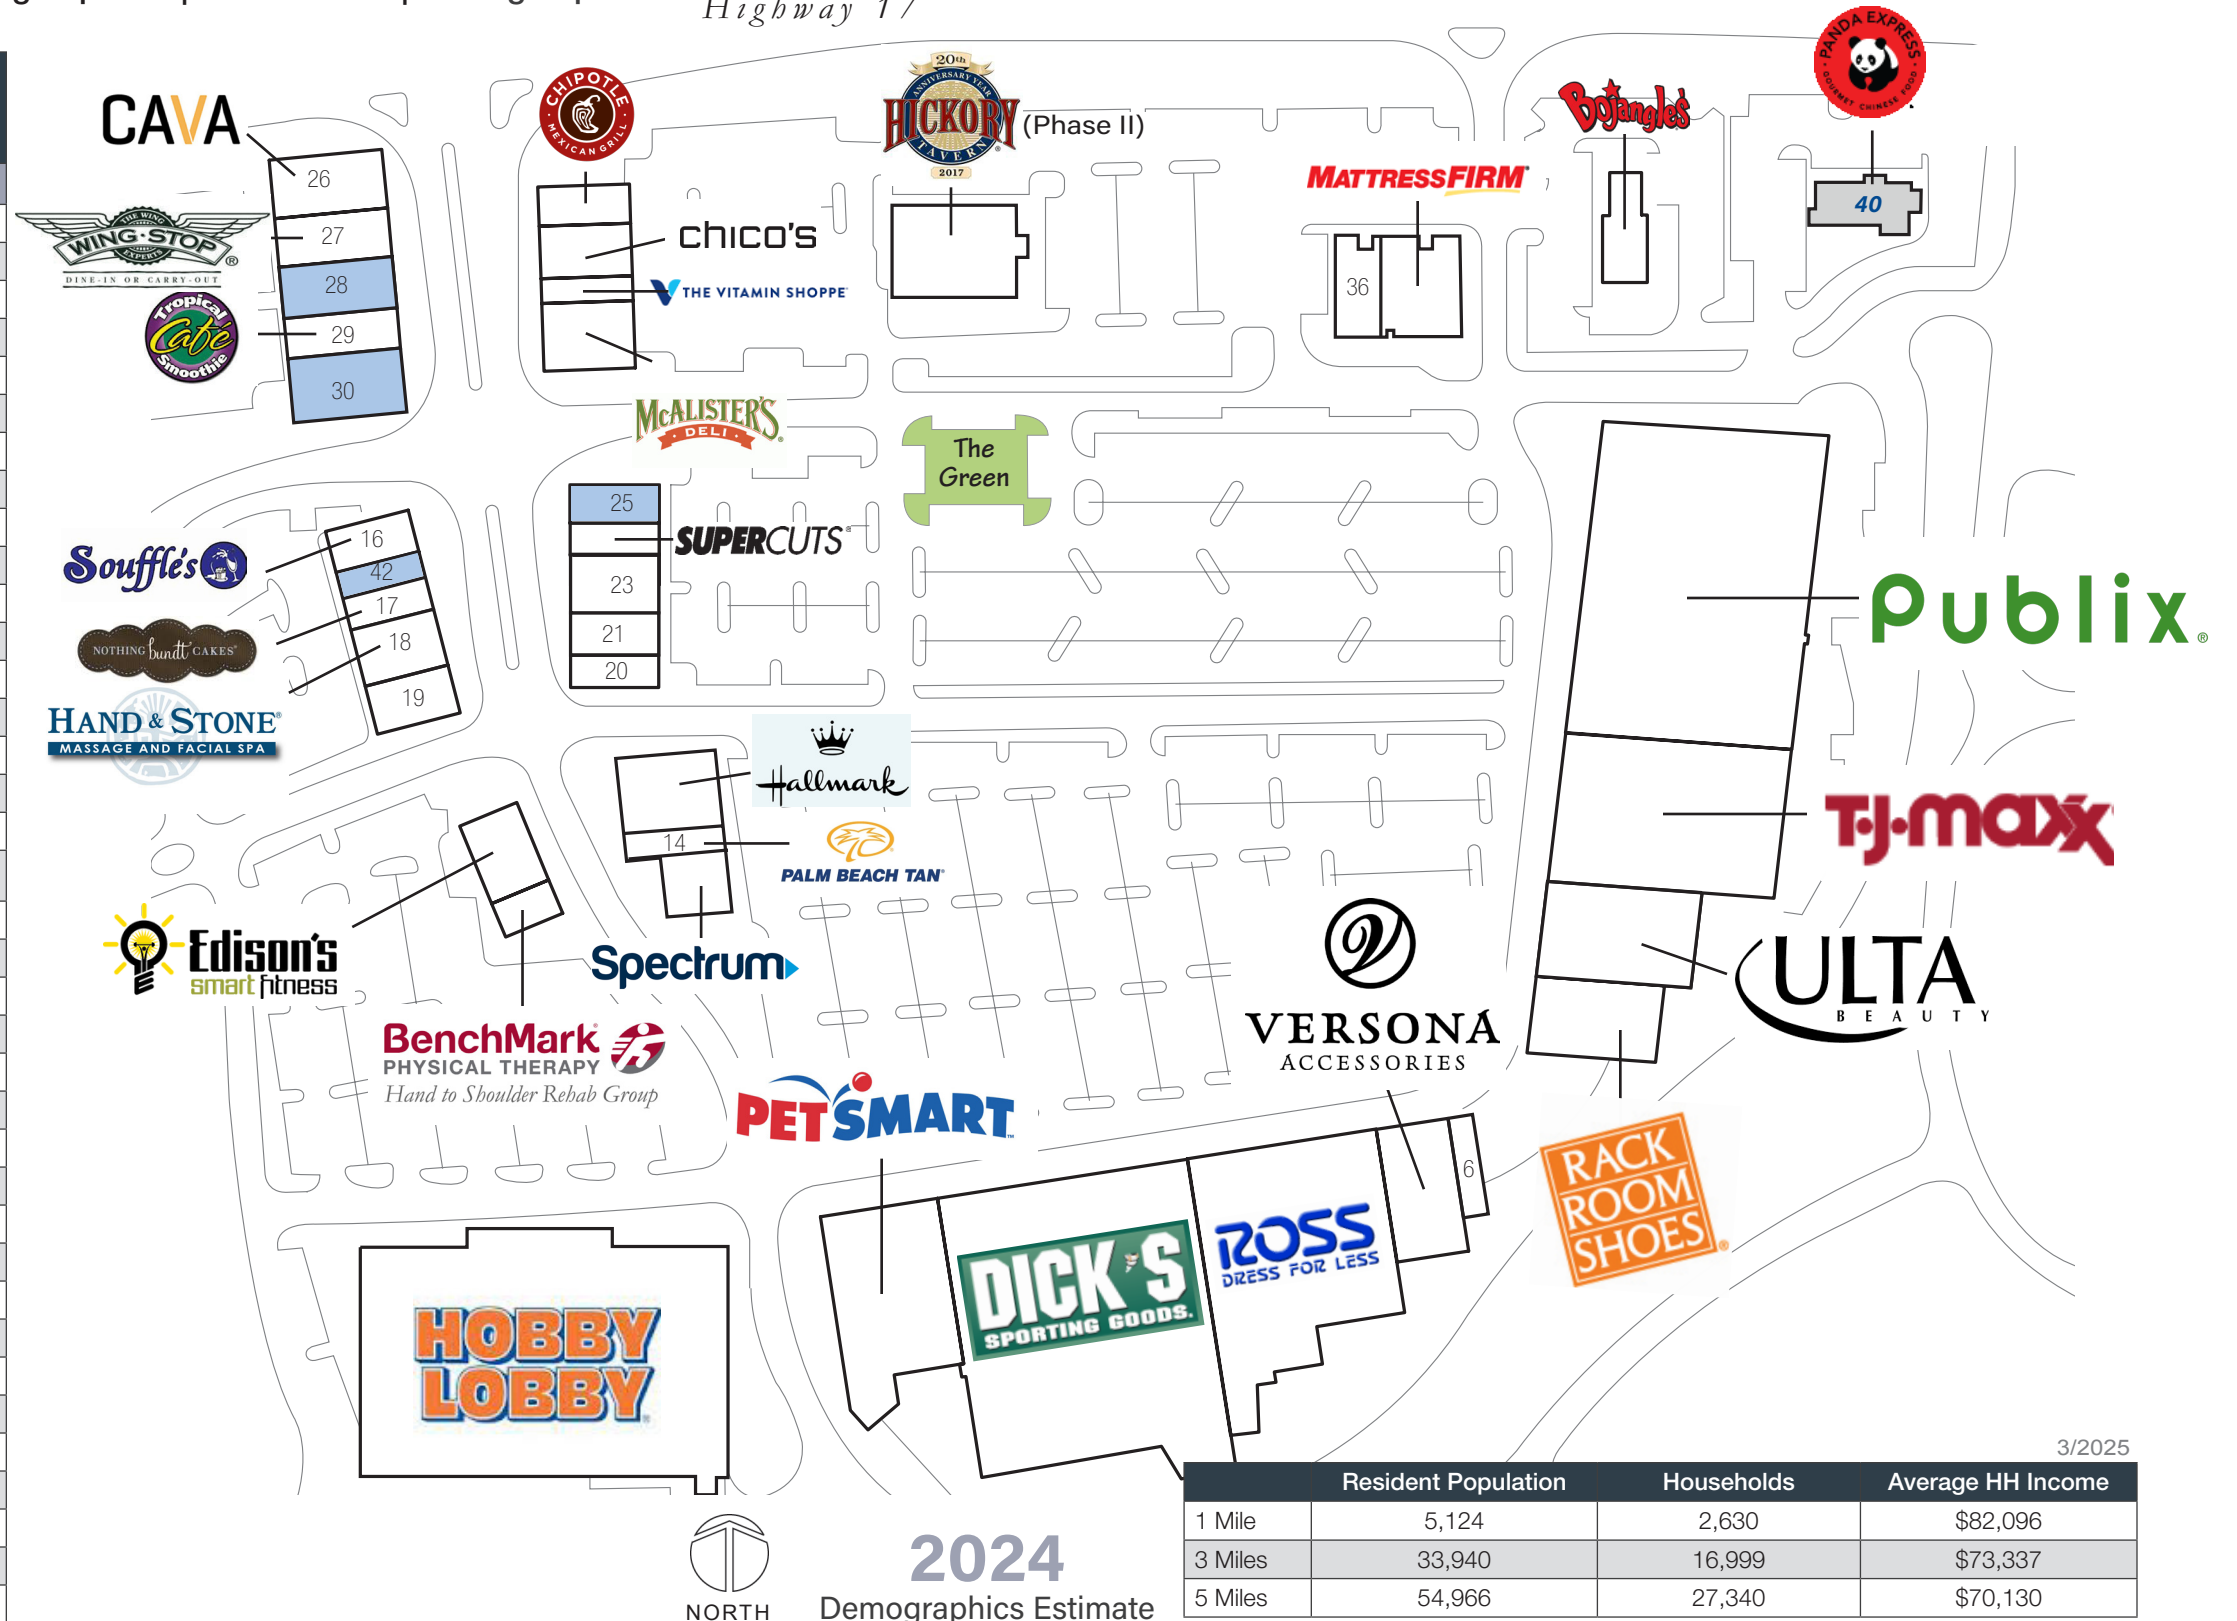 Highway 17
PANDA EXPRESS
GOURMET CHINESE FOOD
20th
ANNIVERSARY YEAR
HICKORY
TAVERN
2017
(Phase II)
CHIPOTLE
MEXICAN GRILL
Bojangles'
CAVA
26
MATTRESSFIRM
40
THE WING
WING·STOP
EXPERTS
DINE-IN OR CARRY-OUT
27
chico's
28
THE VITAMIN SHOPPE
36
Tropical
Café
Smoothie
29
30
McALISTER'S
DELI
The
Green
25
SUPERCUTS
16
Soufflé's
42
23
17
Publix
NOTHING bundt CAKES
18
21
20
19
HAND & STONE
MASSAGE AND FACIAL SPA
Hallmark
14
T.J.maxx
PALM BEACH TAN
Edison's
smart fitness
Spectrum
ULTA
BEAUTY
VERSONA
ACCESSORIES
BenchMark
PHYSICAL THERAPY
Hand to Shoulder Rehab Group
PETSMART
6
RACK
ROOM
SHOES
ROSS
DRESS FOR LESS
DICK'S
SPORTING GOODS.
HOBBY
LOBBY
3/2025
Resident Population Households Average HH Income
1 Mile 5,124 2,630 $82,096
3 Miles 33,940 16,999 $73,337
5 Miles 54,966 27,340 $70,130
NORTH
2024
Demographics Estimate